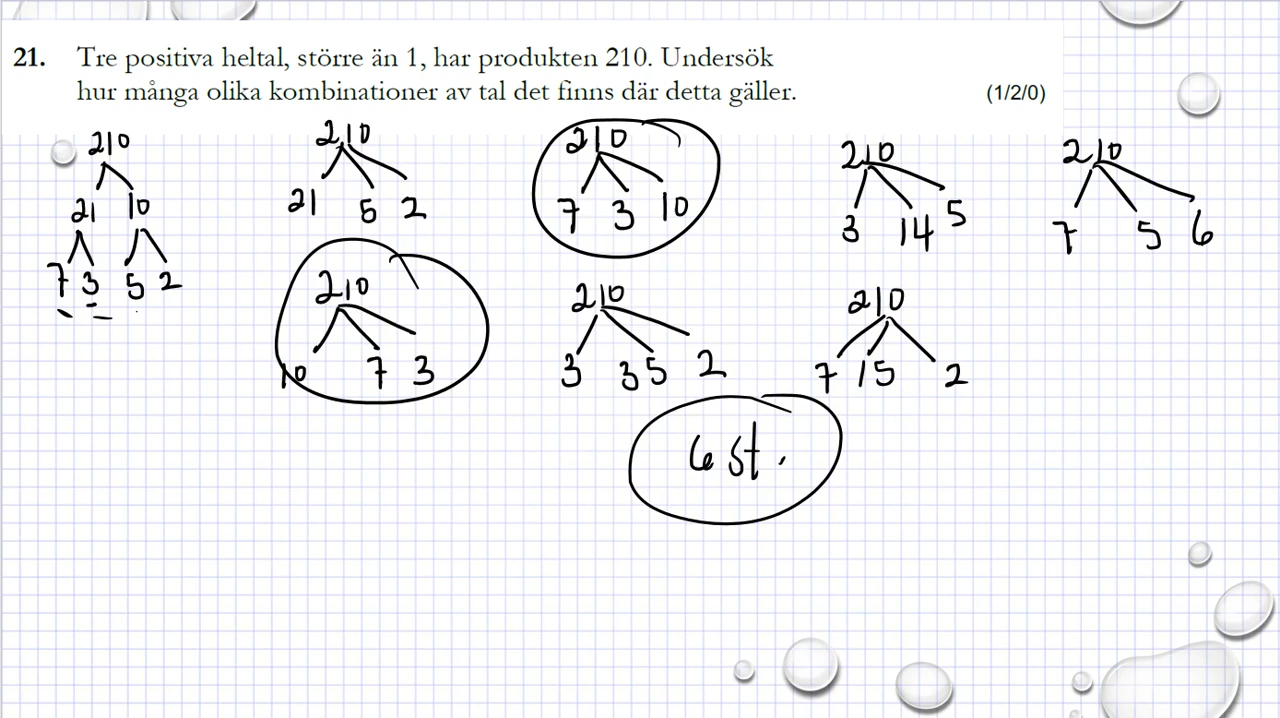 21. Tre positiva heltal, större än 1, har produkten 210. Undersök
hur många olika kombinationer av tal det finns där detta gäller. (1/2/0)
210
21 10
7 3 5 2
210
21 5 2
210
7 3 10
210
3 14 5
210
7 5 6
210
10 7 3
210
3 35 2
210
7 15 2
6 st.